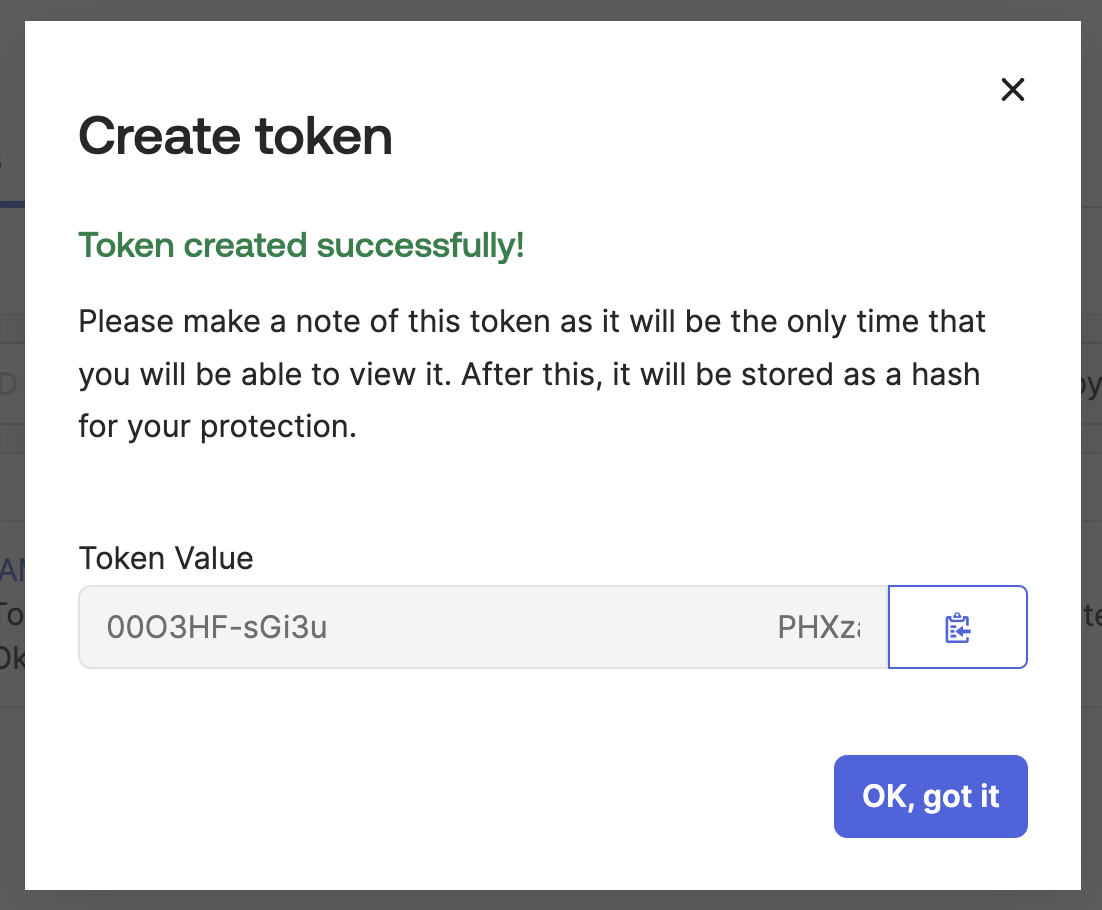 Create token
Token created successfully!
Please make a note of this token as it will be the only time that
you will be able to view it. After this, it will be stored as a hash
for your protection.
Token Value
00O3HF-sGi3u PHXz
OK, got it